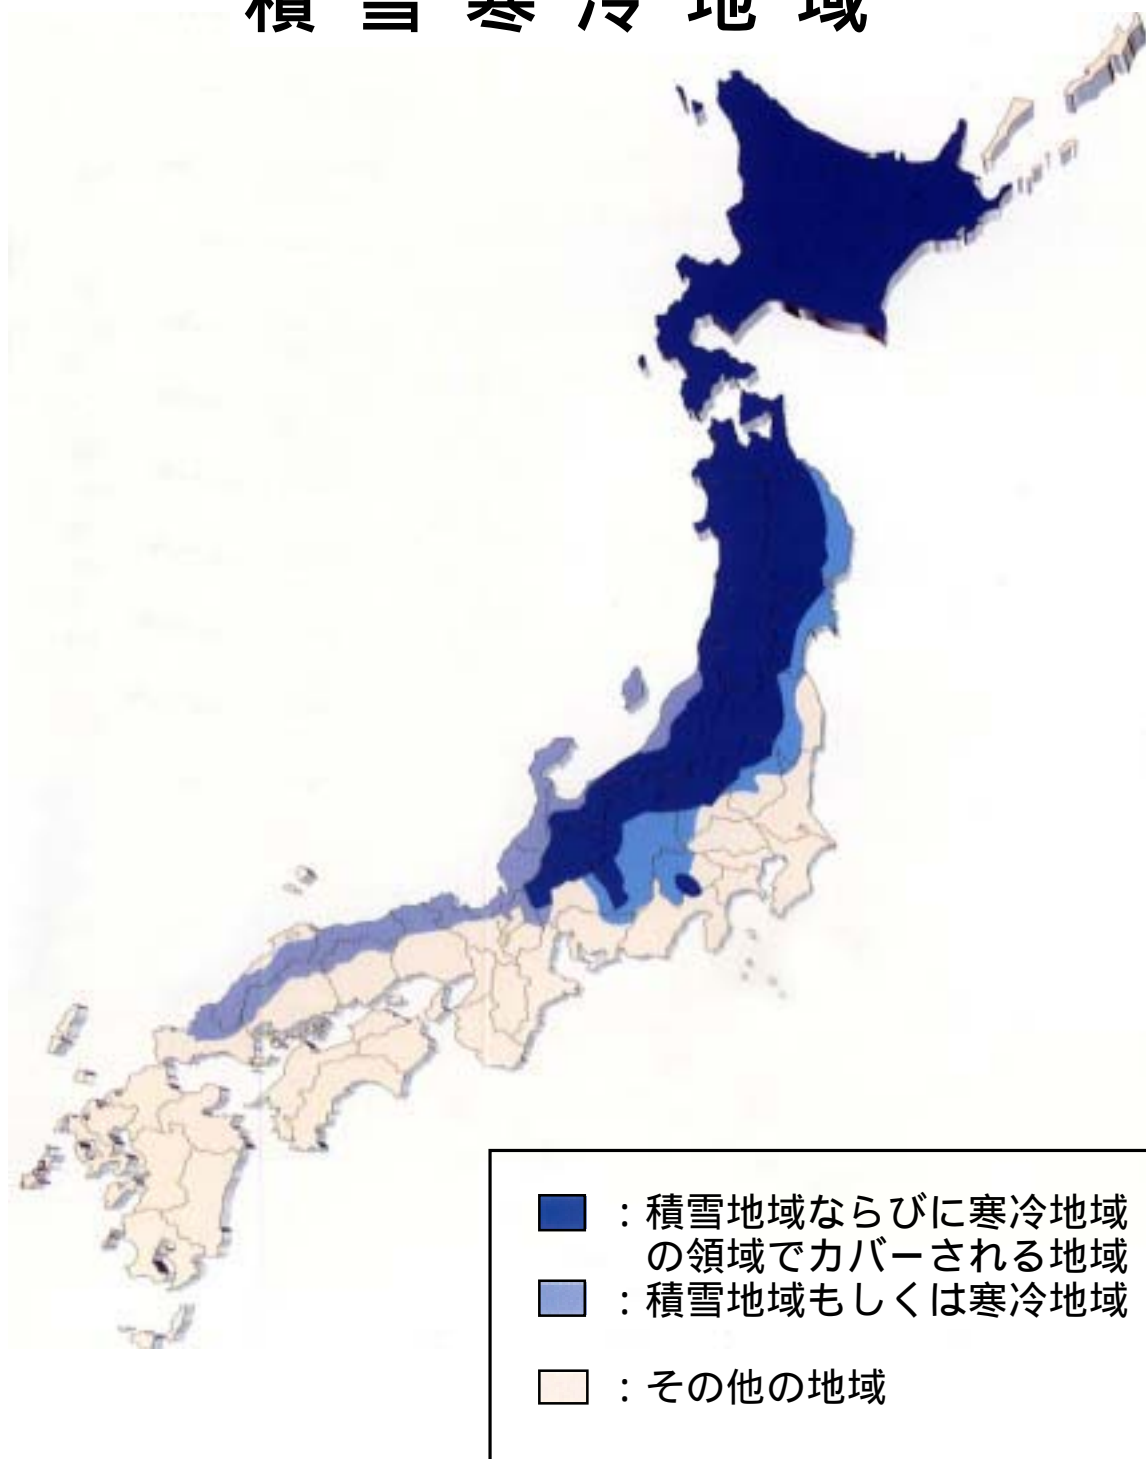 積雪寒冷地域
：積雪地域ならびに寒冷地域
の領域でカバーされる地域
：積雪地域もしくは寒冷地域
：その他の地域